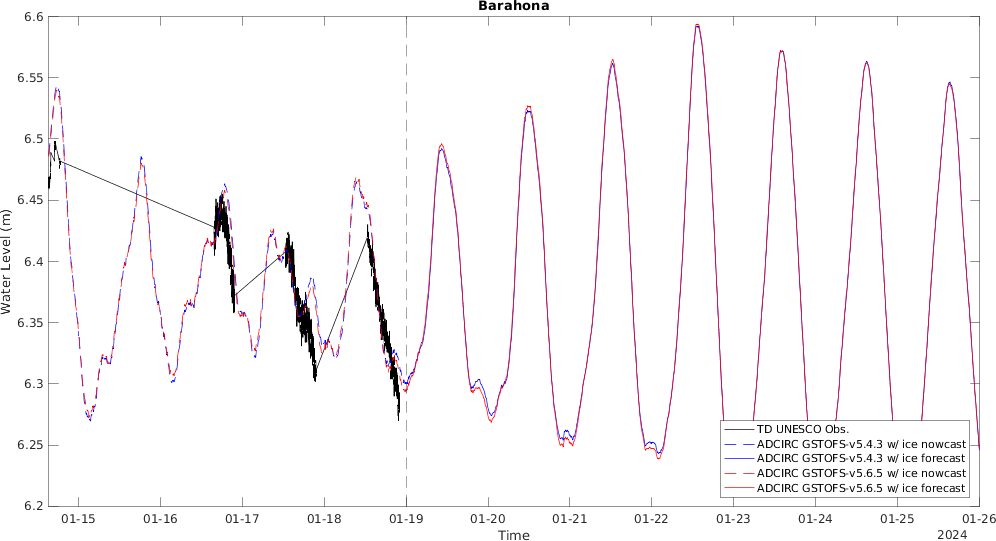 Barahona
6.6
6.55
6.5
6.45
6.4
6.35
6.3
6.25
6.2
Water Level (m)
TD UNESCO Obs.
ADCIRC GSTOFS-v5.4.3 w/ ice nowcast
ADCIRC GSTOFS-v5.4.3 w/ ice forecast
ADCIRC GSTOFS-v5.6.5 w/ ice nowcast
ADCIRC GSTOFS-v5.6.5 w/ ice forecast
01-15 01-16 01-17 01-18 01-19 01-20 01-21 01-22 01-23 01-24 01-25 01-26
Time
2024